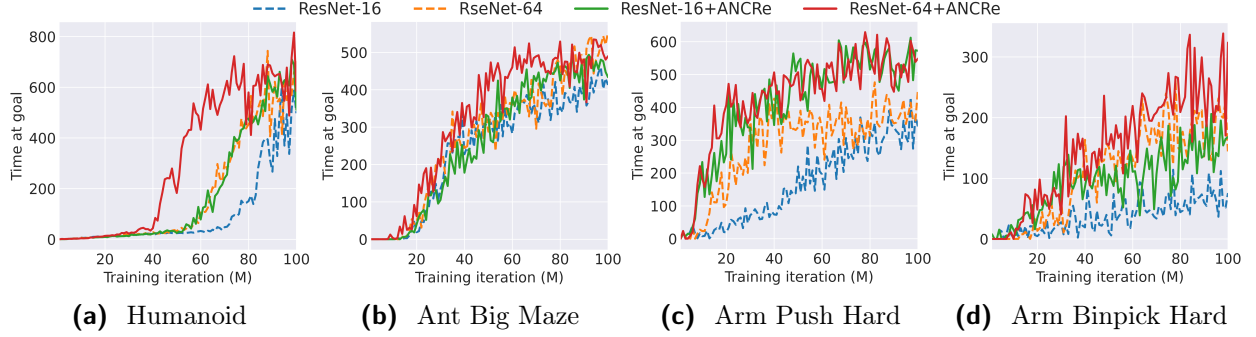 ResNet-16 RseNet-64 ResNet-16+ANCRe ResNet-64+ANCRe
Time at goal
800
600
400
200
0
1 20 40 60 80 100
Training iteration (M)
(a) Humanoid
Time at goal
500
400
300
200
100
0
1 20 40 60 80 100
Training iteration (M)
(b) Ant Big Maze
Time at goal
600
500
400
300
200
100
0
1 20 40 60 80 100
Training iteration (M)
(c) Arm Push Hard
Time at goal
300
200
100
0
1 20 40 60 80 100
Training iteration (M)
(d) Arm Binpick Hard